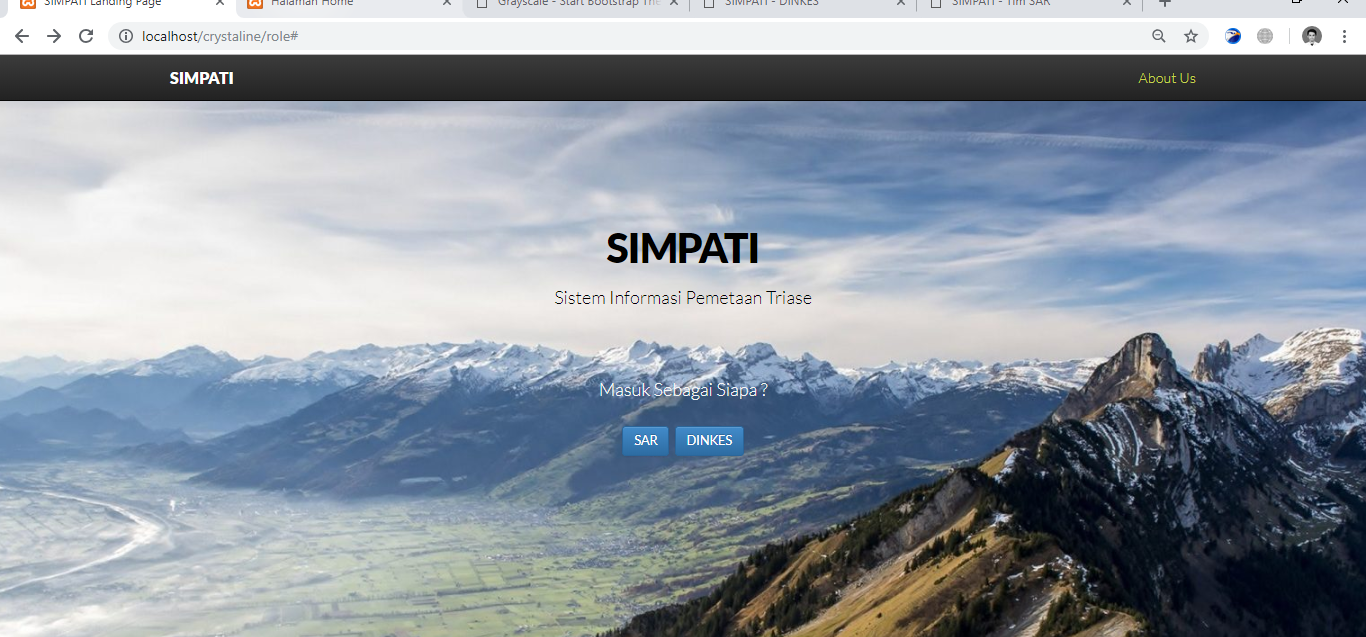 SIMPATI Landing Page
Halaman Home
Grayscale - Start Bootstrap The
SIMPATI - DINKES
SIMPATI - Tim SAR
localhost/crystaline/role#
SIMPATI
About Us
SIMPATI
Sistem Informasi Pemetaan Triase
Masuk Sebagai Siapa ?
SAR
DINKES